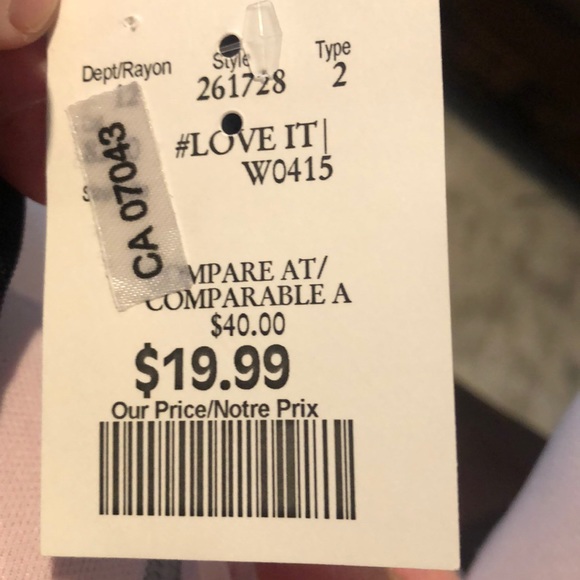 Dept/Rayon Style Type
261728 2
#LOVE IT|
W0415
CA 07043
MPARE AT/
COMPARABLE A
$40.00
$19.99
Our Price/Notre Prix